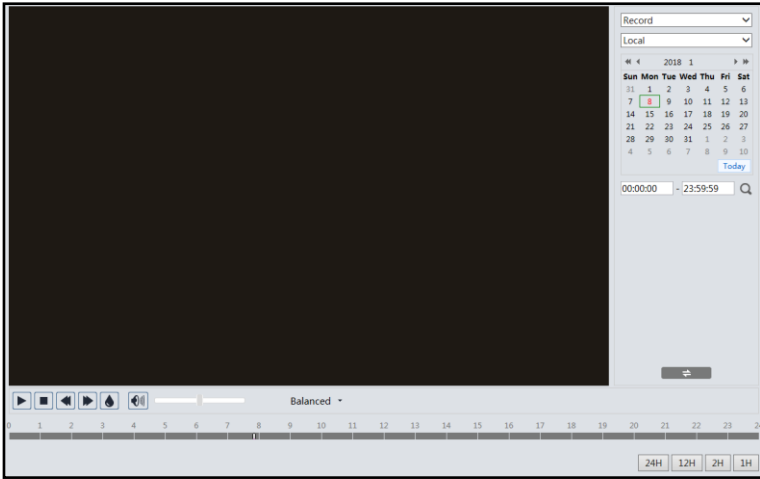 Record
Local
2018 1
Sun Mon Tue Wed Thu Fri Sat
31 1 2 3 4 5 6
7 8 9 10 11 12 13
14 15 16 17 18 19 20
21 22 23 24 25 26 27
28 29 30 31 1 2 3
4 5 6 7 8 9 10
Today
00:00:00 - 23:59:59
Balanced
0 1 2 3 4 5 6 7 8 9 10 11 12 13 14 15 16 17 18 19 20 21 22 23 24
24H 12H 2H 1H